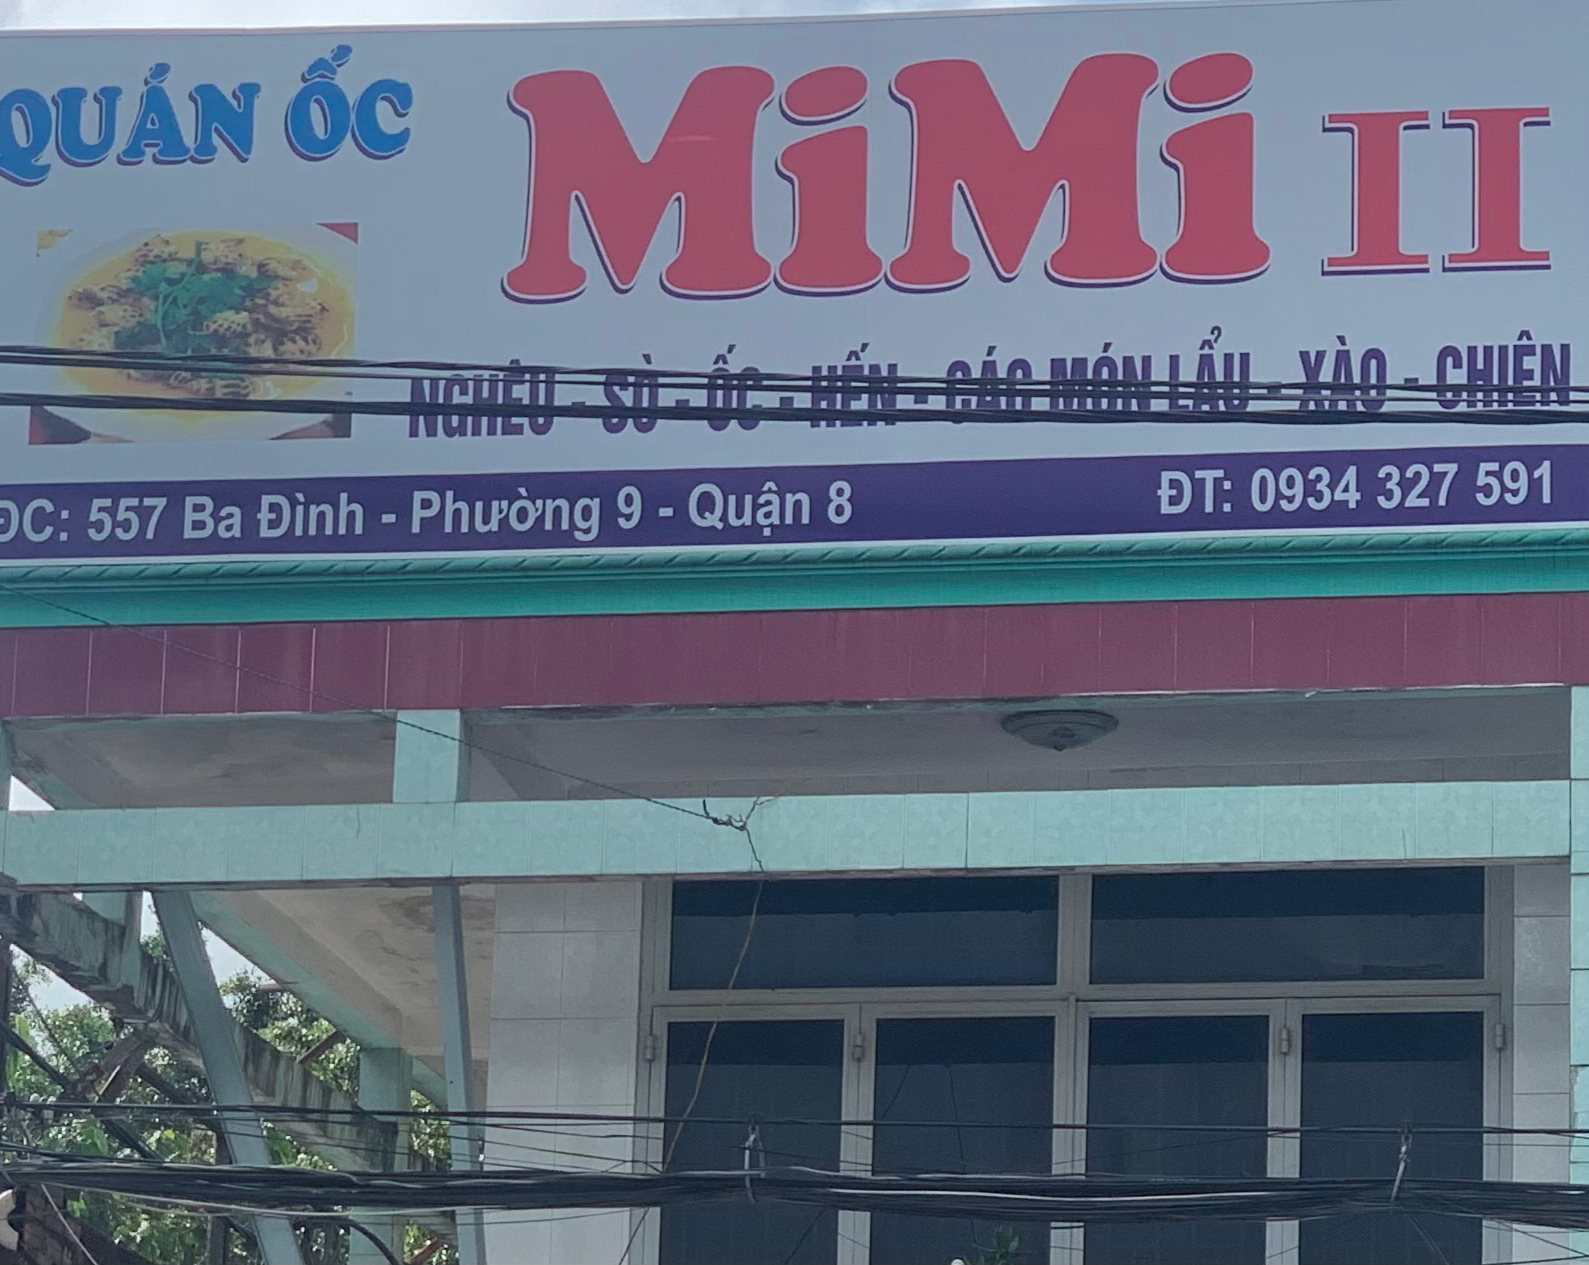 QUÁN ỐC
MiMi II
NGHÊU - SÒ - ỐC - HẾN - CÁC MÓN LẨU - XÀO - CHIÊN
ĐC: 557 Ba Đình - Phường 9 - Quận 8
ĐT: 0934 327 591